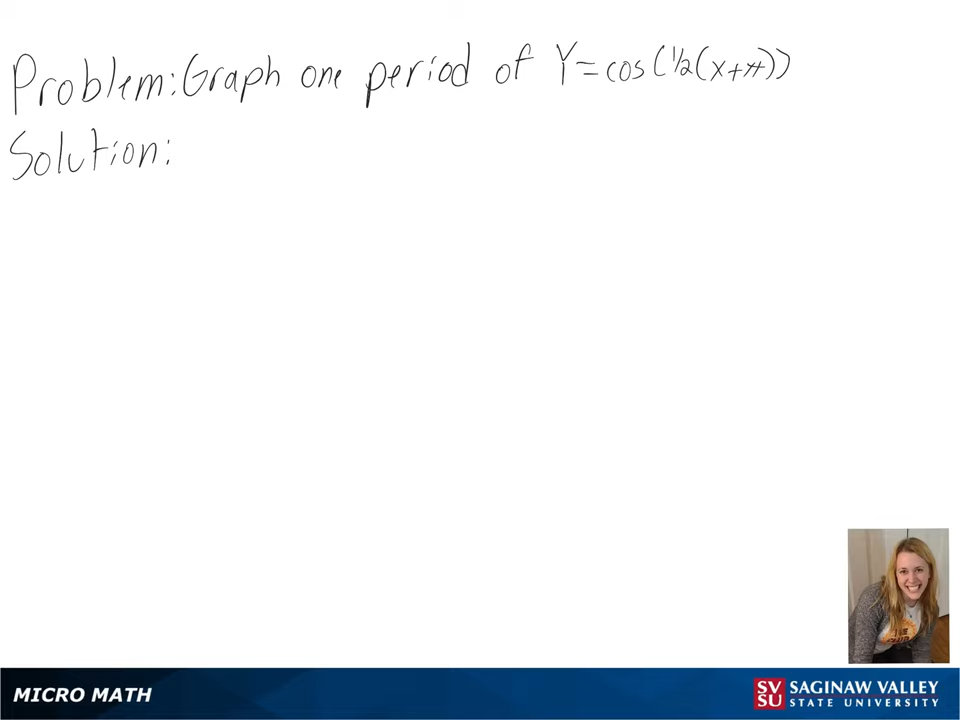 Problem: Graph one period of Y=cos(1/2(x+π))
Solution:
MICRO MATH
SV SU SAGINAW VALLEY
STATE UNIVERSITY